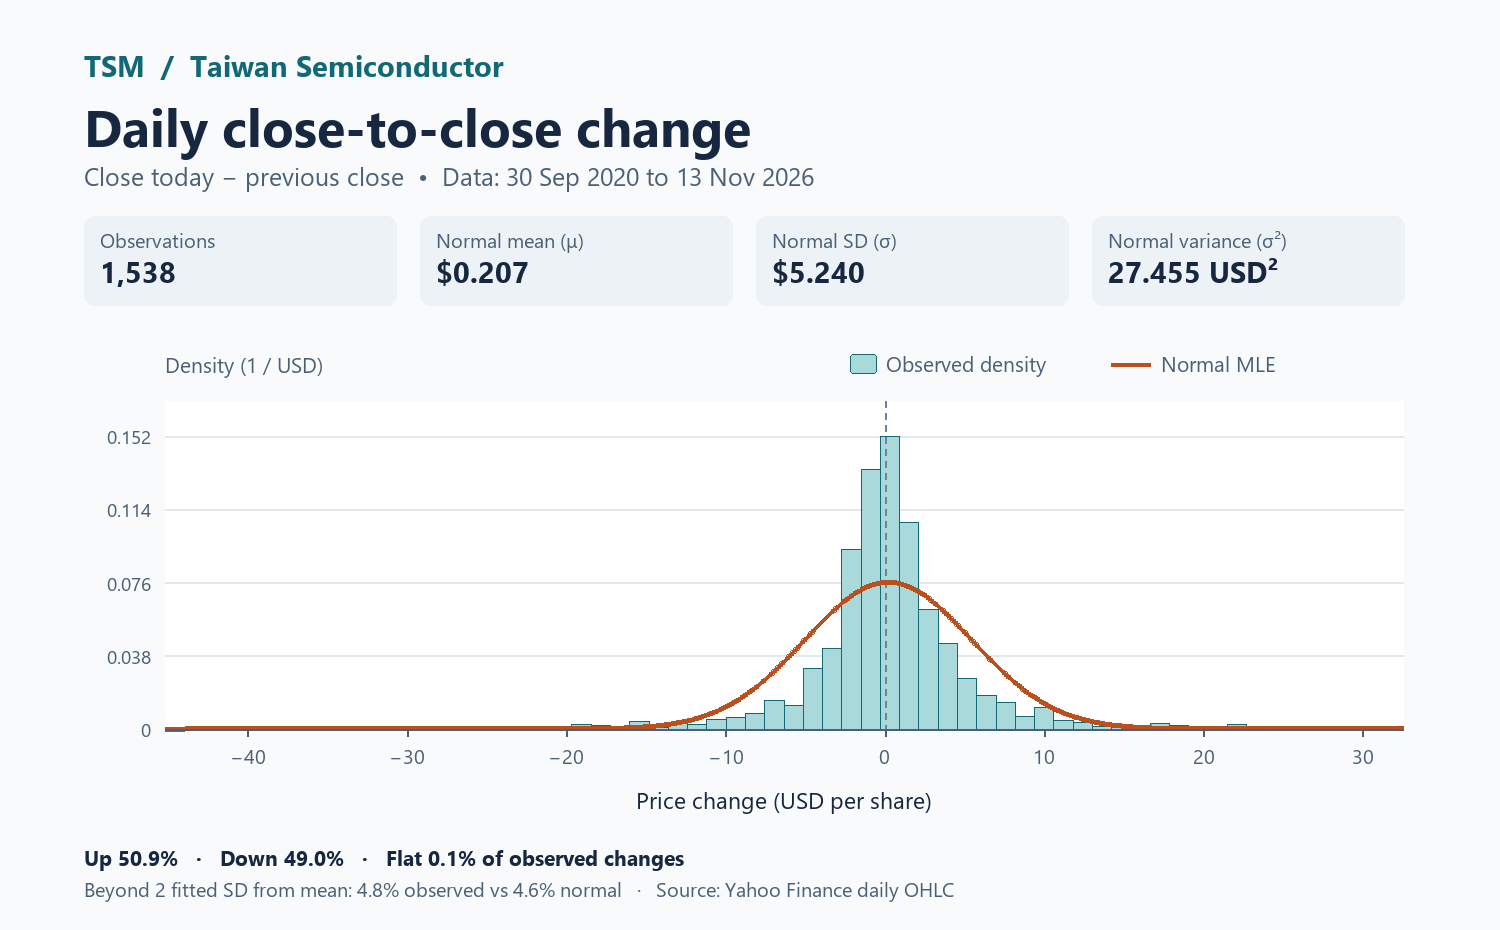 TSM / Taiwan Semiconductor
Daily close-to-close change
Close today − previous close • Data: 30 Sep 2020 to 13 Nov 2026
Observations
1,538
Normal mean (μ)
$0.207
Normal SD (σ)
$5.240
Normal variance (σ²)
27.455 USD²
Density (1 / USD)
Observed density
Normal MLE
0.152
0.114
0.076
0.038
0
−40 −30 −20 −10 0 10 20 30
Price change (USD per share)
Up 50.9% · Down 49.0% · Flat 0.1% of observed changes
Beyond 2 fitted SD from mean: 4.8% observed vs 4.6% normal · Source: Yahoo Finance daily OHLC